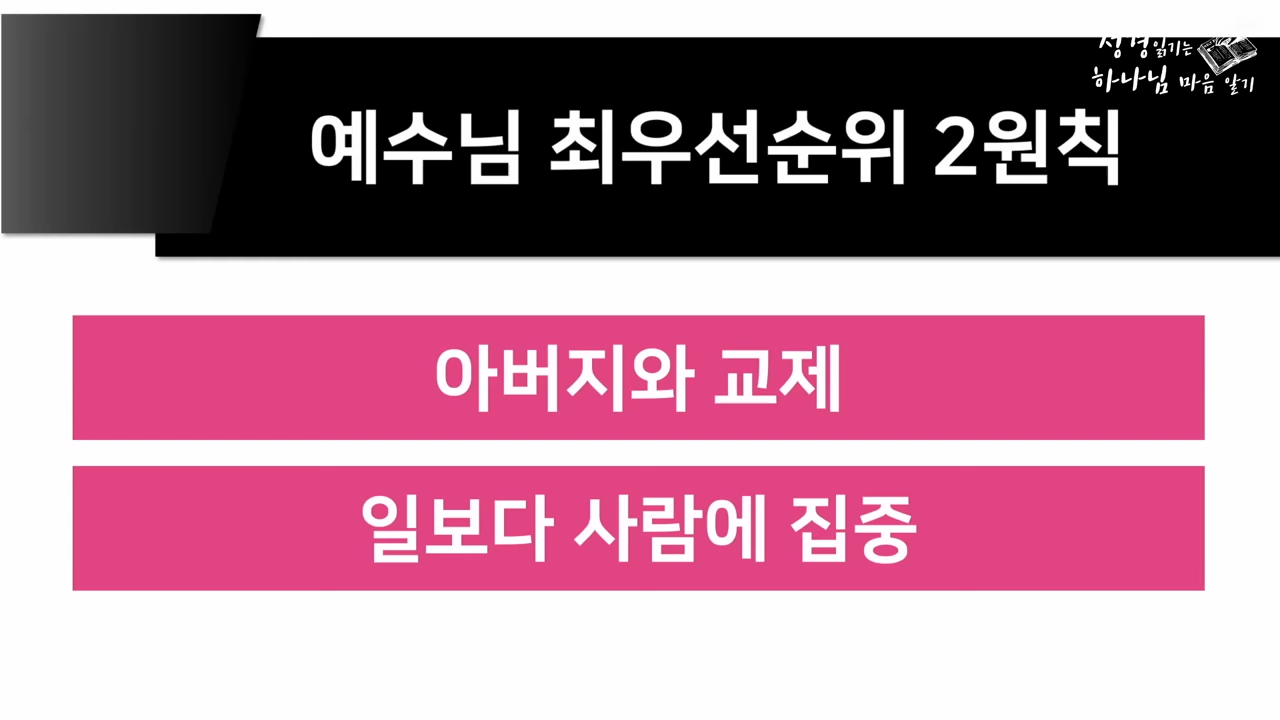 성경읽기는
하나님 마음 알기
예수님 최우선순위 2원칙
아버지와 교제
일보다 사람에 집중